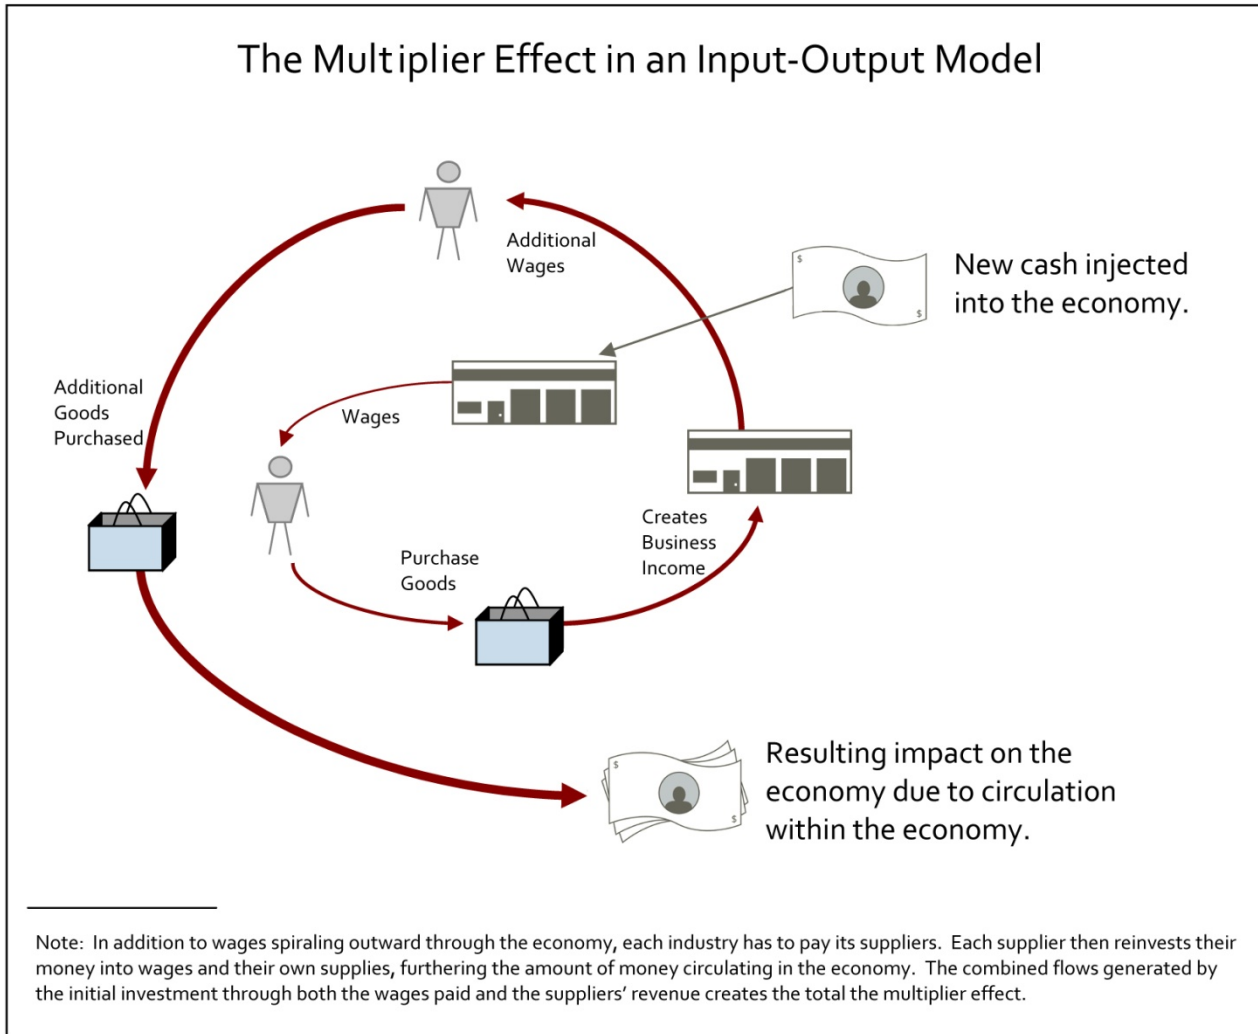 The Multiplier Effect in an Input-Output Model
Additional
Wages
New cash injected
into the economy.
Additional
Goods
Purchased
Wages
Creates
Business
Income
Purchase
Goods
Resulting impact on the
economy due to circulation
within the economy.
$
$
$
$
Note: In addition to wages spiraling outward through the economy, each industry has to pay its suppliers. Each supplier then reinvests their
money into wages and their own supplies, furthering the amount of money circulating in the economy. The combined flows generated by
the initial investment through both the wages paid and the suppliers’ revenue creates the total the multiplier effect.